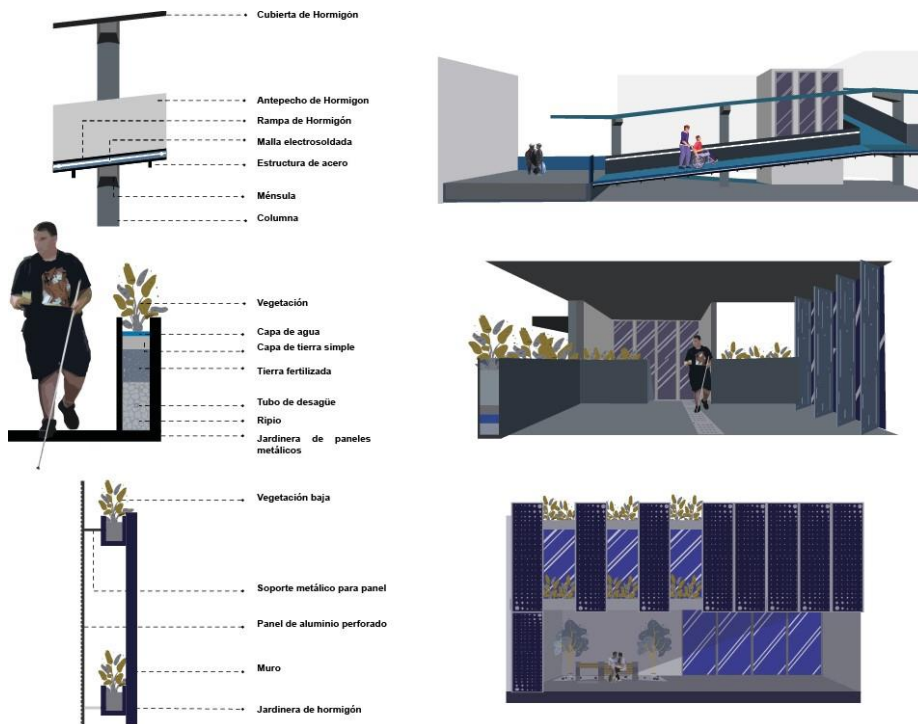 Cubierta de Hormigón
Antepecho de Hormigon
Rampa de Hormigón
Malla electrosoldada
Estructura de acero
Ménsula
Columna
Vegetación
Capa de agua
Capa de tierra simple
Tierra fertilizada
Tubo de desagüe
Ripio
Jardinera de paneles
metálicos
Vegetación baja
Soporte metálico para panel
Panel de aluminio perforado
Muro
Jardinera de hormigón